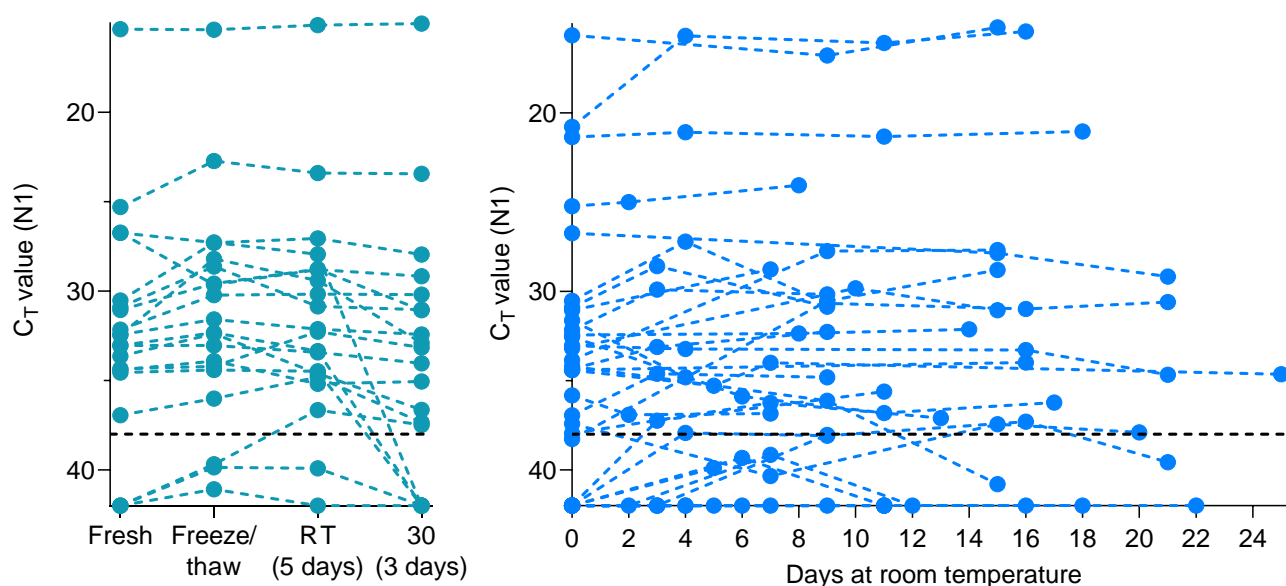 CT value (N1)
20
30
40
Fresh
Freeze/
thaw
RT
(5 days)
30
(3 days)
CT value (N1)
20
30
40
0 2 4 6 8 10 12 14 16 18 20 22 24
Days at room temperature